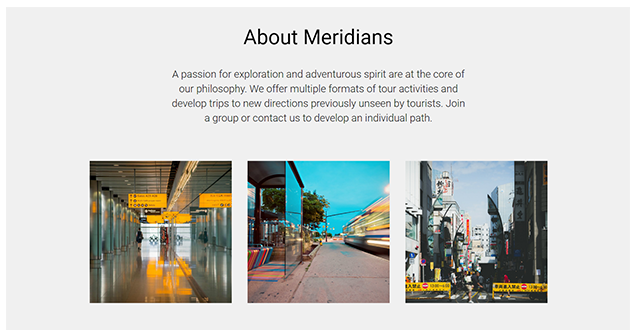 About Meridians
A passion for exploration and adventurous spirit are at the core of
our philosophy. We offer multiple formats of tour activities and
develop trips to new directions previously unseen by tourists. Join
a group or contact us to develop an individual path.